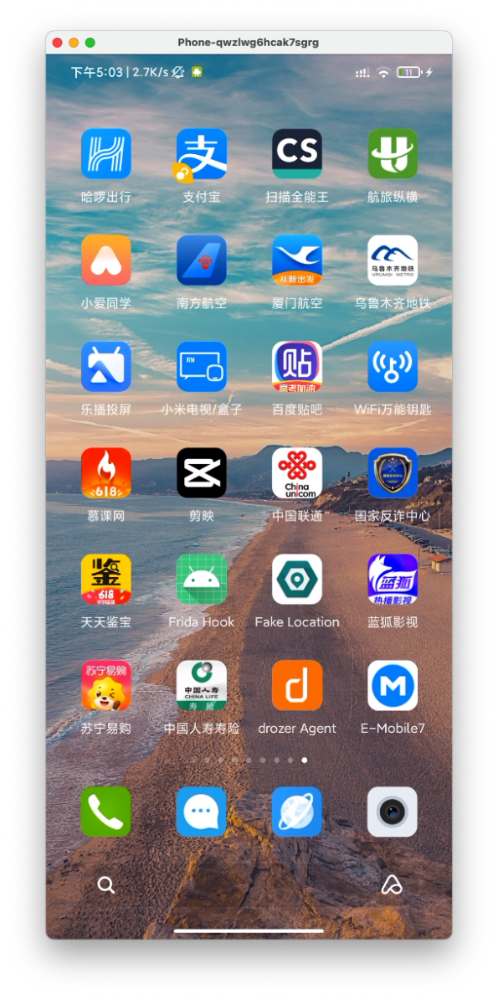 Phone-qwzlwg6hcak7sgrg
下午5:03 | 2.7K/s
11
CS
哈啰出行
支付宝
扫描全能王
航旅纵横
从新出发
乌鲁木齐地铁
URUMQI METRO
小爱同学
南方航空
厦门航空
乌鲁木齐地铁
mi
贴
高考加油
乐播投屏
小米电视/盒子
百度贴吧
WiFi万能钥匙
618
China
unicom
慕课网
剪映
中国联通
国家反诈中心
鉴
618
蓝狐
热播影视
天天鉴宝
Frida Hook
Fake Location
蓝狐影视
苏宁易购
中国人寿
CHINA LIFE
寿险
d
M
苏宁易购
中国人寿寿险
drozer Agent
E-Mobile7